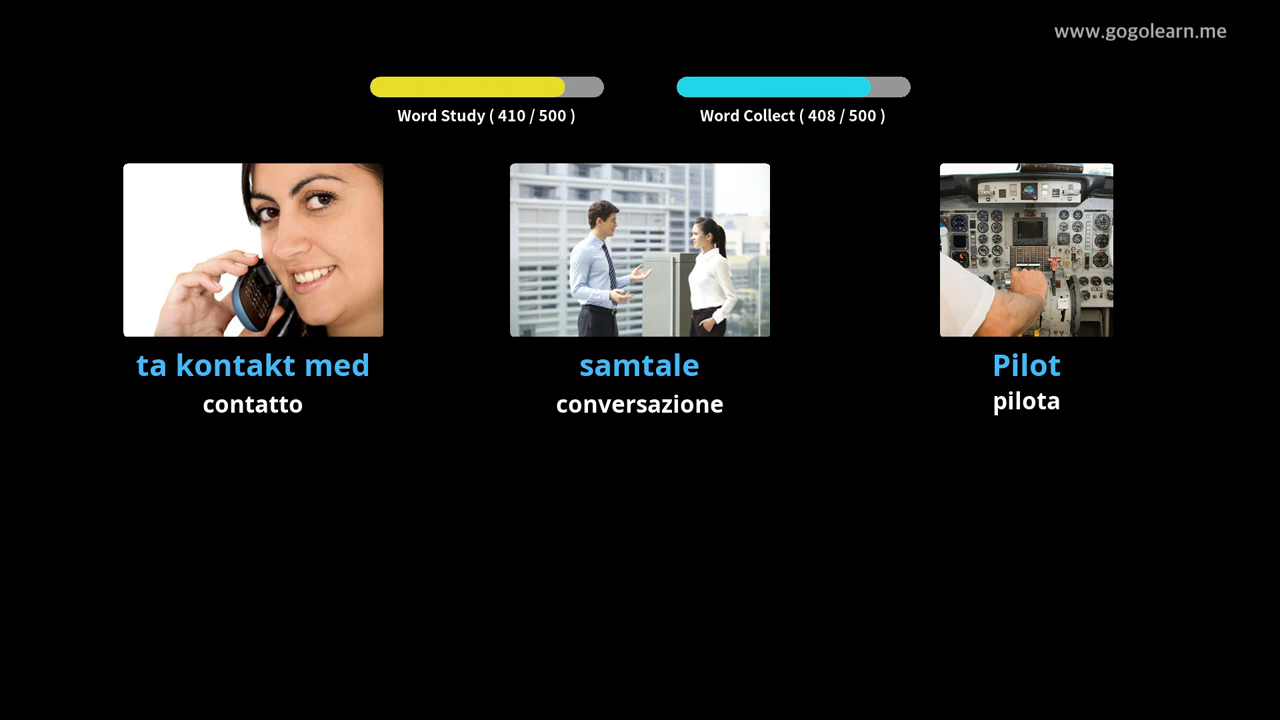 www.gogolearn.me
Word Study ( 410 / 500 )
Word Collect ( 408 / 500 )
ta kontakt med
contatto
samtale
conversazione
Pilot
pilota